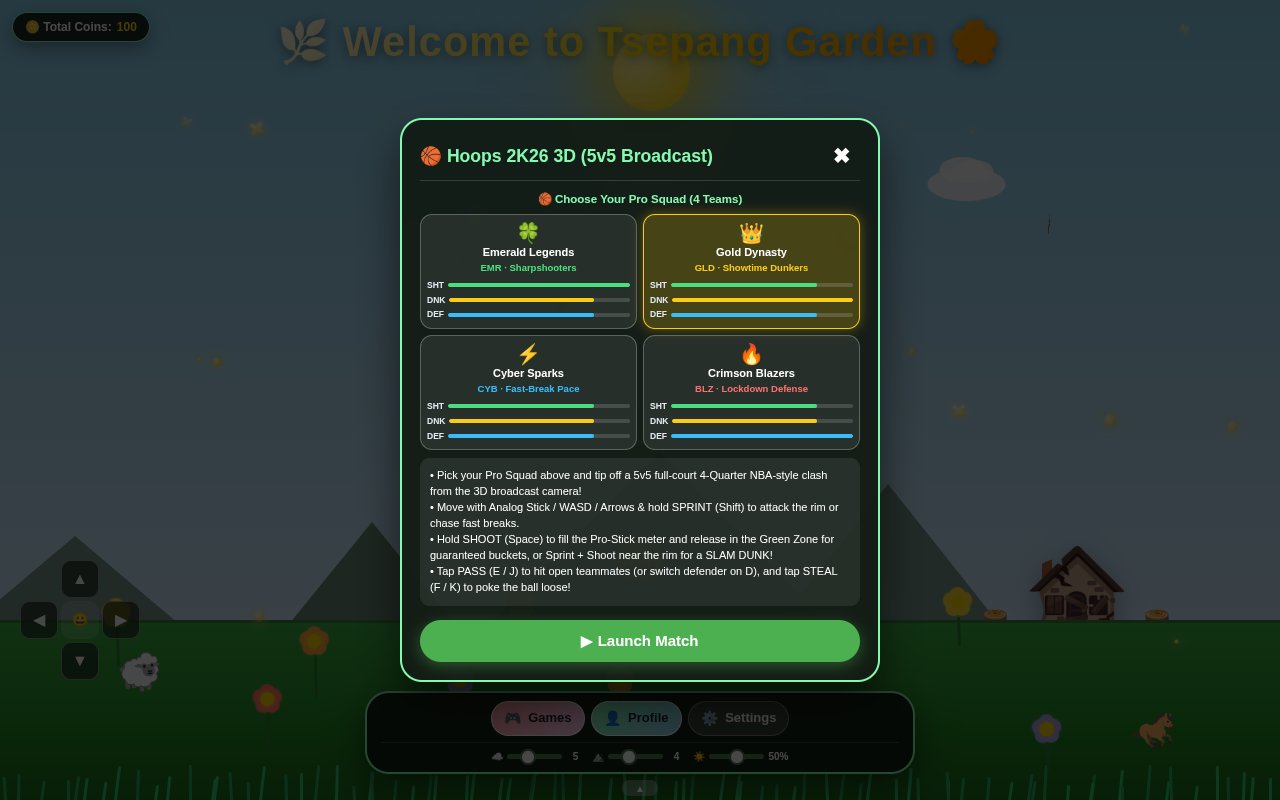 Total Coins: 100
Welcome to Tsepang Garden
Hoops 2K26 3D (5v5 Broadcast)
Choose Your Pro Squad (4 Teams)
Emerald Legends
EMR · Sharpshooters
SHT
DNK
DEF
Gold Dynasty
GLD · Showtime Dunkers
SHT
DNK
DEF
Cyber Sparks
CYB · Fast-Break Pace
SHT
DNK
DEF
Crimson Blazers
BLZ · Lockdown Defense
SHT
DNK
DEF
• Pick your Pro Squad above and tip off a 5v5 full-court 4-Quarter NBA-style clash
from the 3D broadcast camera!
• Move with Analog Stick / WASD / Arrows & hold SPRINT (Shift) to attack the rim or
chase fast breaks.
• Hold SHOOT (Space) to fill the Pro-Stick meter and release in the Green Zone for
guaranteed buckets, or Sprint + Shoot near the rim for a SLAM DUNK!
• Tap PASS (E / J) to hit open teammates (or switch defender on D), and tap STEAL
(F / K) to poke the ball loose!
▶ Launch Match
Games Profile Settings
5 4 50%